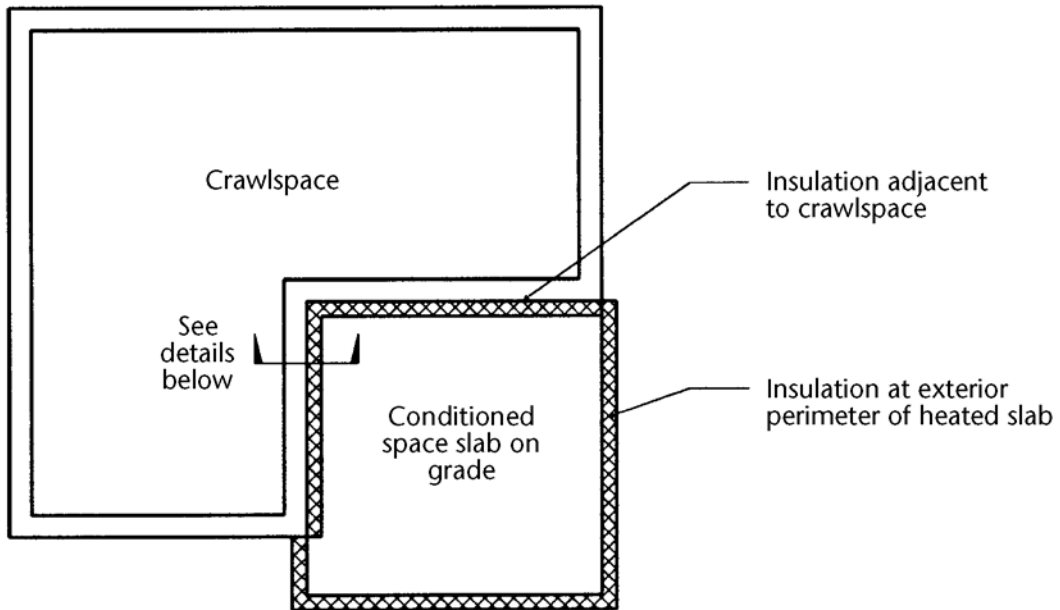 Crawlspace
Insulation adjacent
to crawlspace
See
details
below
Insulation at exterior
perimeter of heated slab
Conditioned
space slab on
grade